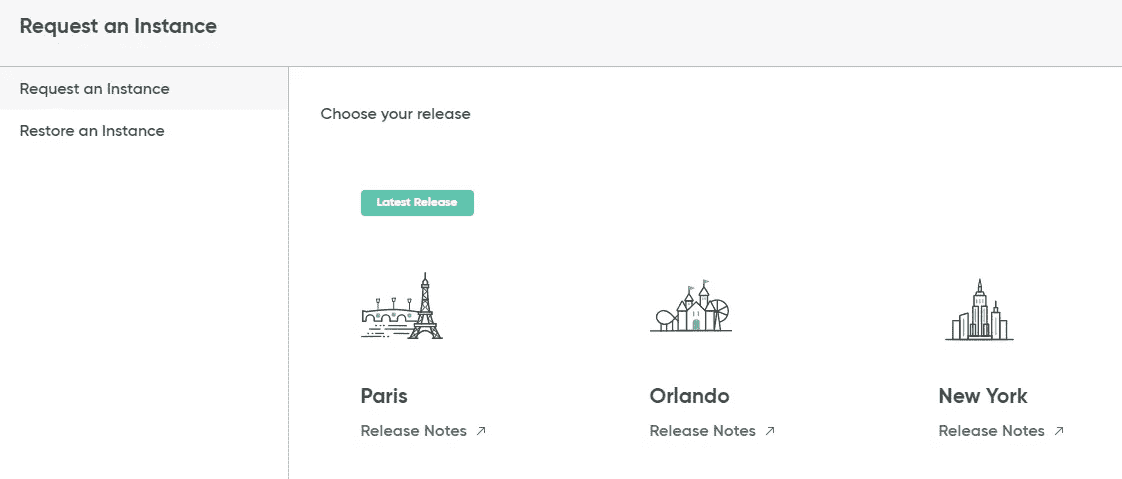 Request an Instance
Request an Instance
Restore an Instance
Choose your release
Latest Release
Paris
Orlando
New York
Release Notes
Release Notes
Release Notes